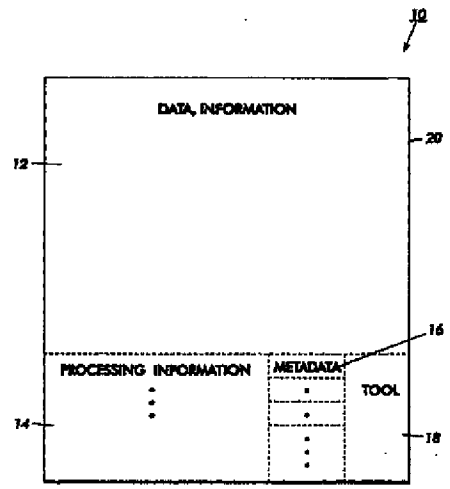 10
DATA, INFORMATION
20
12
16
PROCESSING INFORMATION
METADATA
TOOL
14
18